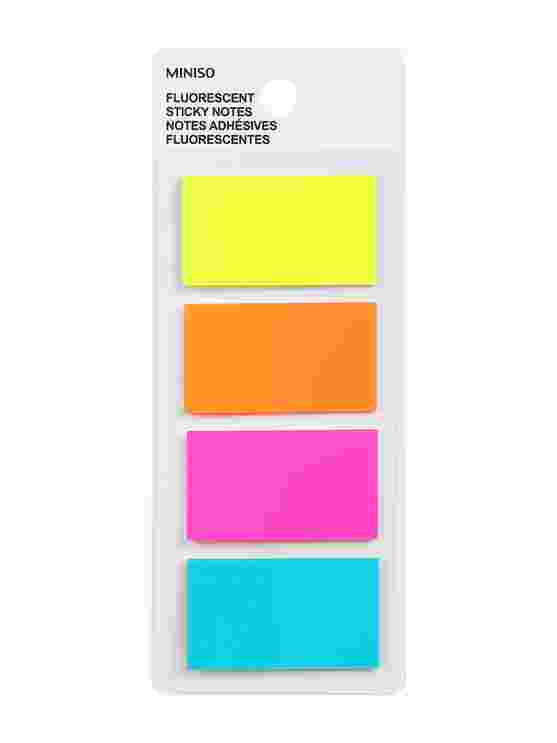 MINISO
FLUORESCENT
STICKY NOTES
NOTES ADHÉSIVES
FLUORESCENTES